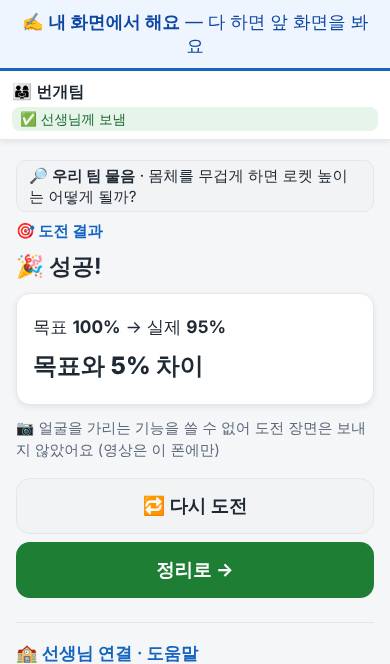 ✍️ 내 화면에서 해요 — 다 하면 앞 화면을 봐
요
👨‍👩‍👧 번개팀
✅ 선생님께 보냄
🔎 우리 팀 물음 · 몸체를 무겁게 하면 로켓 높이
는 어떻게 될까?
🎯 도전 결과
🎉 성공!
목표 100% → 실제 95%
목표와 5% 차이
📷 얼굴을 가리는 기능을 쓸 수 없어 도전 장면은 보내
지 않았어요 (영상은 이 폰에만)
🔁 다시 도전
정리로 →
🏫 선생님 연결 · 도움말